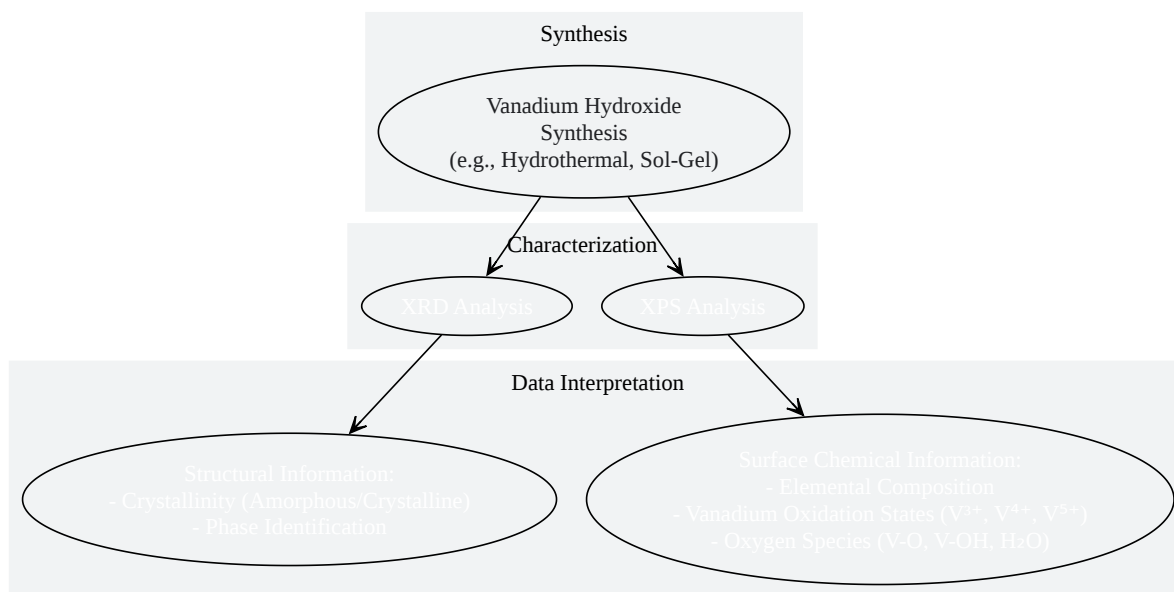 Synthesis
Vanadium Hydroxide
Synthesis
(e.g., Hydrothermal, Sol-Gel)
Characterization
XRD Analysis
XPS Analysis
Data Interpretation
Structural Information:
- Crystallinity (Amorphous/Crystalline)
- Phase Identification
Surface Chemical Information:
- Elemental Composition
- Vanadium Oxidation States (V³⁺, V⁴⁺, V⁵⁺)
- Oxygen Species (V-O, V-OH, H₂O)